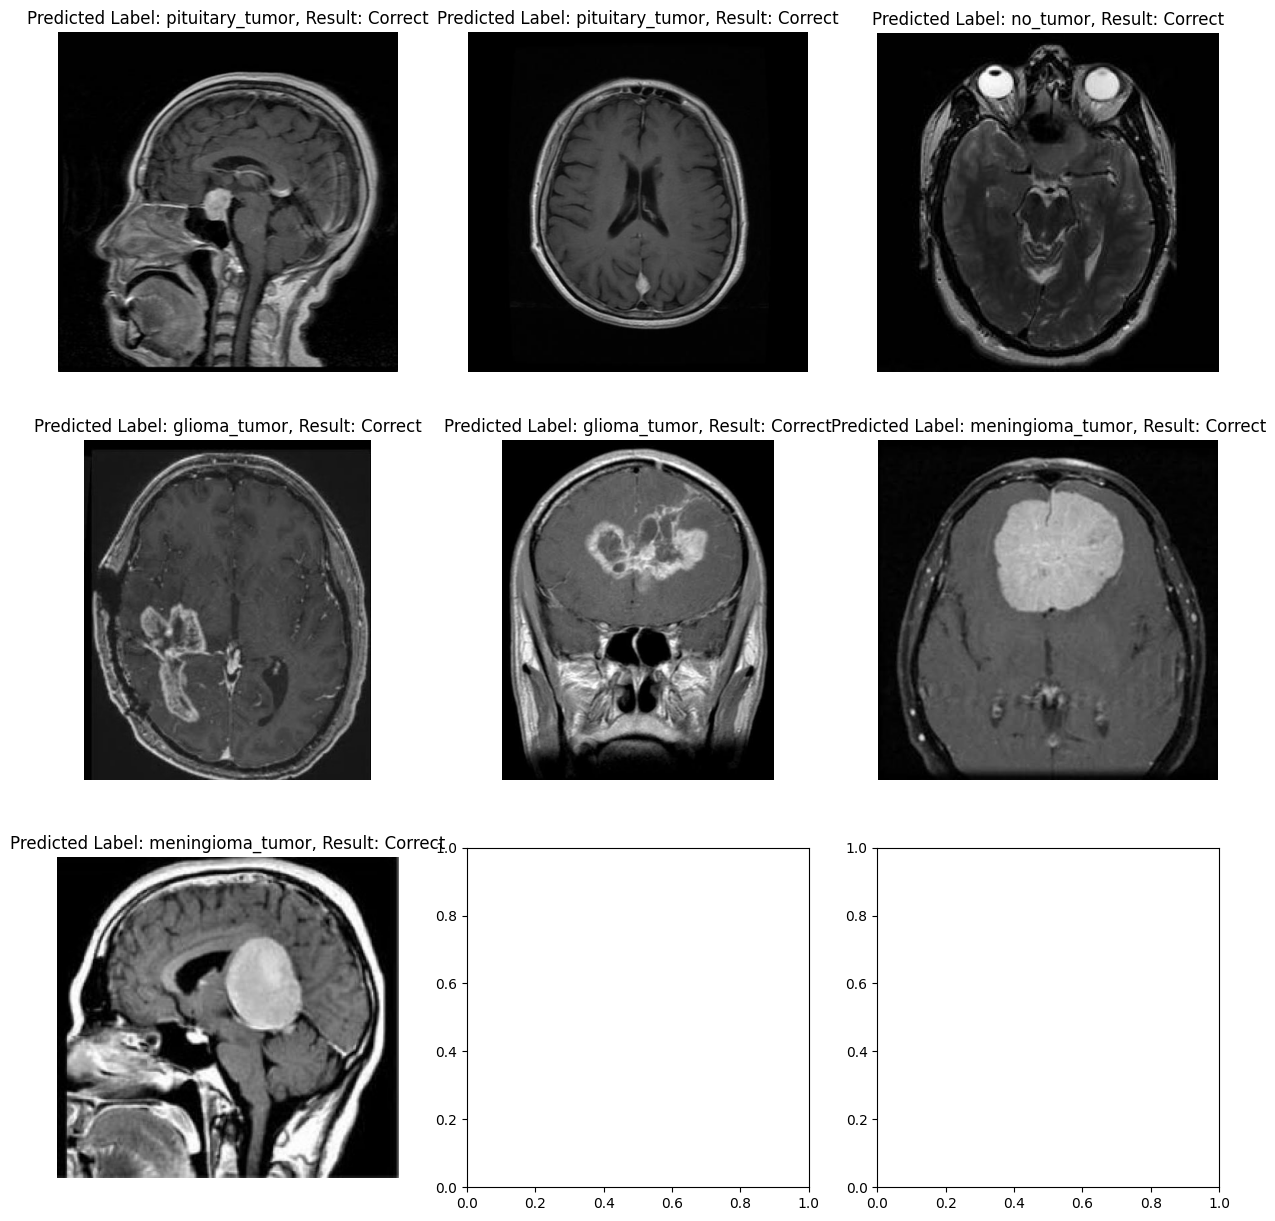 Predicted Label: pituitary_tumor, Result: Correct
Predicted Label: pituitary_tumor, Result: Correct
Predicted Label: no_tumor, Result: Correct
Predicted Label: glioma_tumor, Result: Correct
Predicted Label: glioma_tumor, Result: Correct
Predicted Label: meningioma_tumor, Result: Correct
Predicted Label: meningioma_tumor, Result: Correct
1.0
0.8
0.6
0.4
0.2
0.0
0.0 0.2 0.4 0.6 0.8 1.0
1.0
0.8
0.6
0.4
0.2
0.0
0.0 0.2 0.4 0.6 0.8 1.0